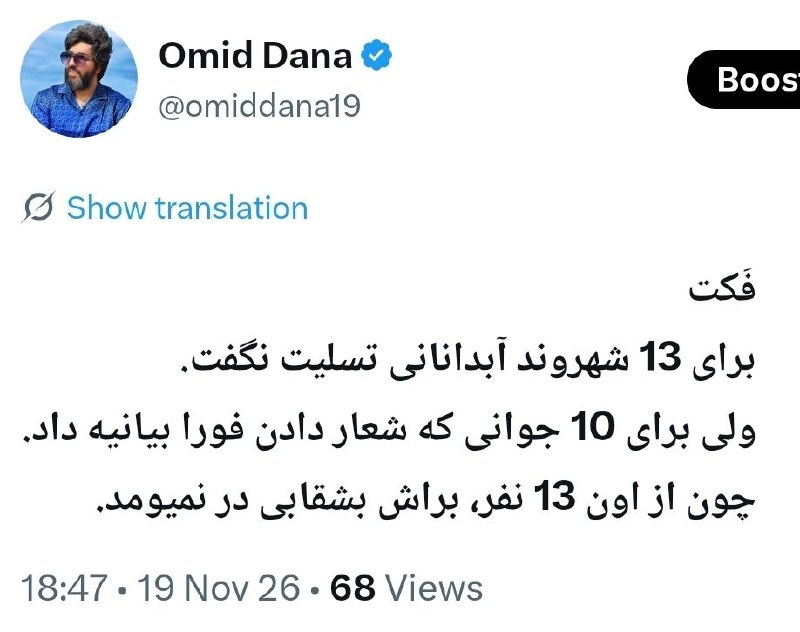 Omid Dana
@omiddana19
Boos
Show translation
فَکت
برای 13 شهروند آبدانانی تسلیت نگفت.
ولی برای 10 جوانی که شعار دادن فورا بیانیه داد.
چون از اون 13 نفر، براش بشقابی در نمیومد.
18:47 • 19 Nov 26 • 68 Views